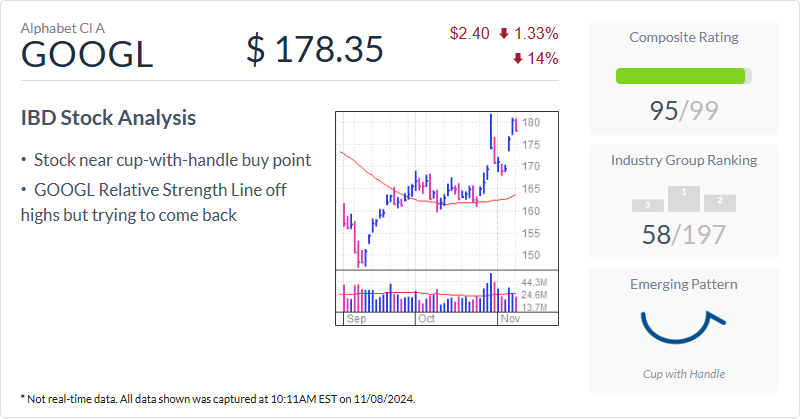 Alphabet Cl A
GOOGL
$ 178.35
$2.40 1.33%
14%
IBD Stock Analysis
• Stock near cup-with-handle buy point
• GOOGL Relative Strength Line off
highs but trying to come back
180
175
170
165
160
155
150
44.3M
24.6M
13.7M
Sep Oct Nov
Composite Rating
95/99
Industry Group Ranking
3 1 2
58/197
Emerging Pattern
Cup with Handle
* Not real-time data. All data shown was captured at 10:11AM EST on 11/08/2024.